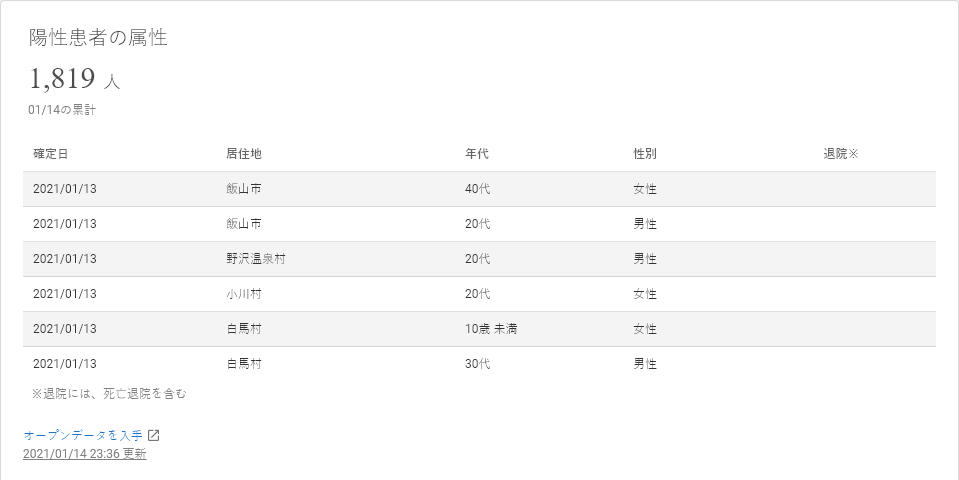 陽性患者の属性
1,819 人
01/14の累計
確定日 居住地 年代 性別 退院※
2021/01/13 飯山市 40代 女性
2021/01/13 飯山市 20代 男性
2021/01/13 野沢温泉村 20代 男性
2021/01/13 小川村 20代 女性
2021/01/13 白馬村 10歳 未満 女性
2021/01/13 白馬村 30代 男性
※退院には、死亡退院を含む
オープンデータを入手
2021/01/14 23:36 更新